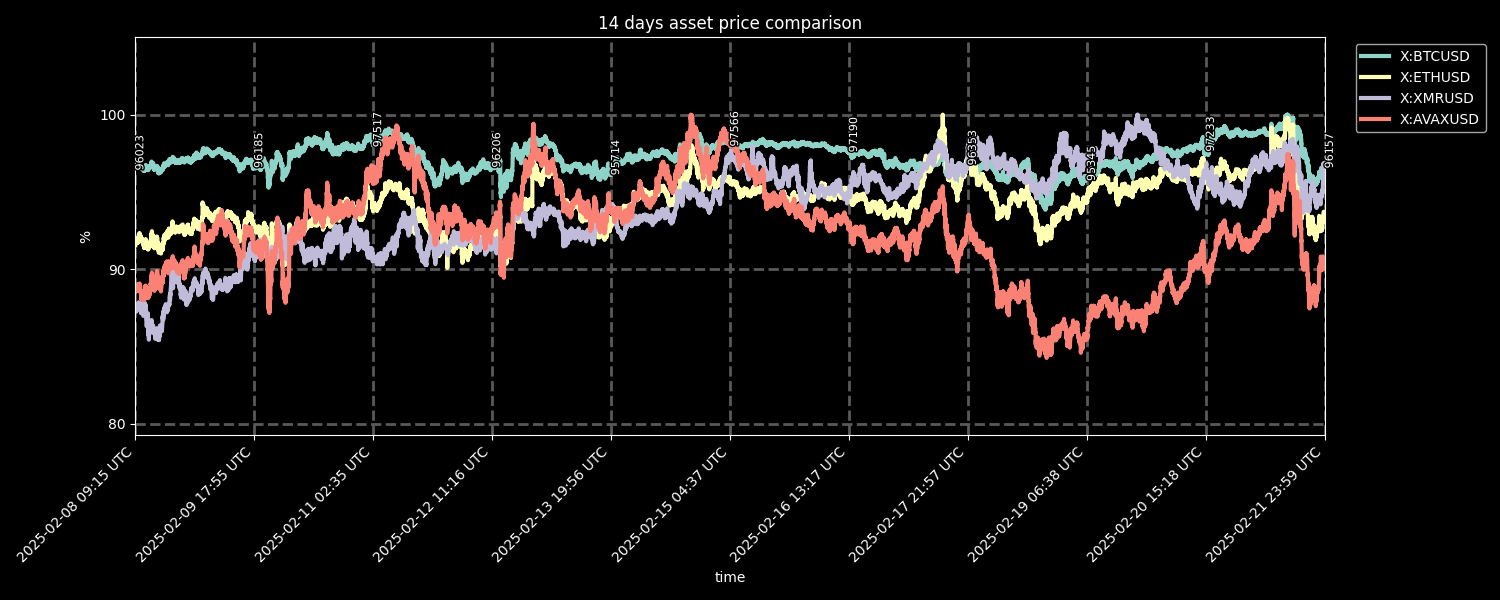 14 days asset price comparison
X:BTCUSD
X:ETHUSD
X:XMRUSD
X:AVAXUSD
100
90
80
%
96023
96185
97517
96206
95714
97566
97190
96353
95345
97233
96157
2025-02-08 09:15 UTC
2025-02-09 17:55 UTC
2025-02-11 02:35 UTC
2025-02-12 11:16 UTC
2025-02-13 19:56 UTC
2025-02-15 04:37 UTC
2025-02-16 13:17 UTC
2025-02-17 21:57 UTC
2025-02-19 06:38 UTC
2025-02-20 15:18 UTC
2025-02-21 23:59 UTC
time